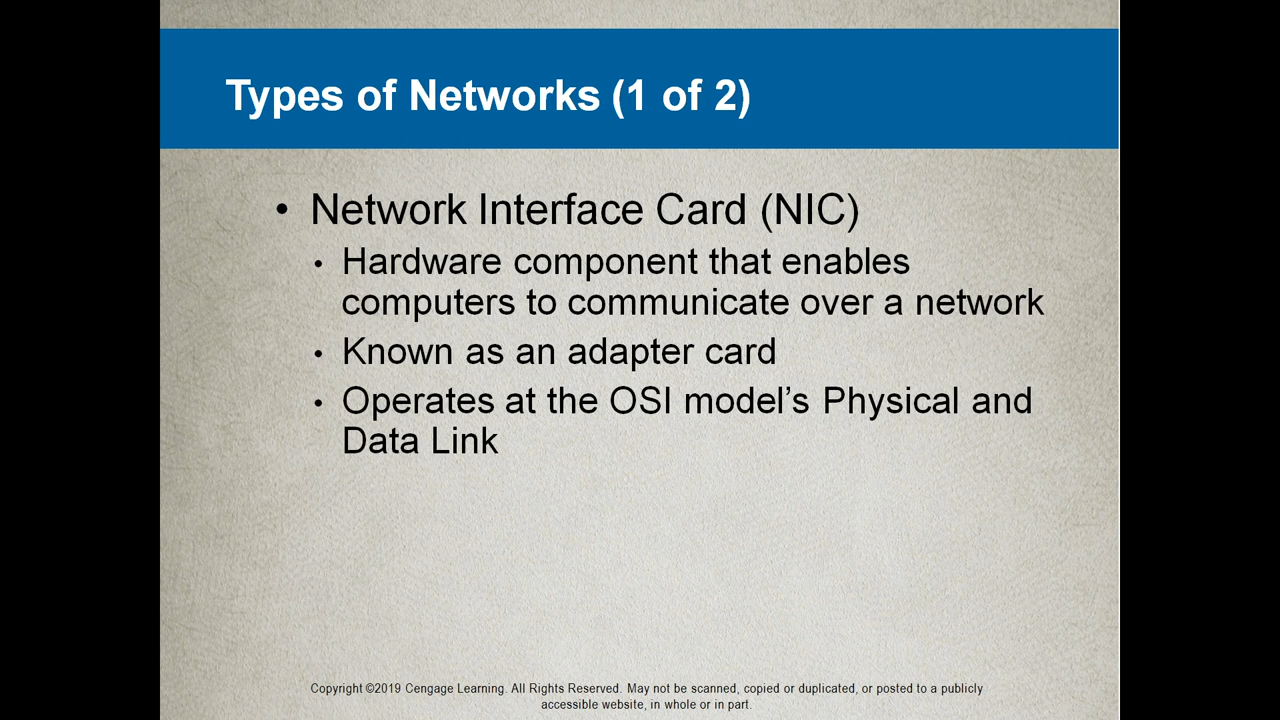 Types of Networks (1 of 2)
• Network Interface Card (NIC)
• Hardware component that enables
computers to communicate over a network
• Known as an adapter card
• Operates at the OSI model’s Physical and
Data Link
Copyright ©2019 Cengage Learning. All Rights Reserved. May not be scanned, copied or duplicated, or posted to a publicly
accessible website, in whole or in part.